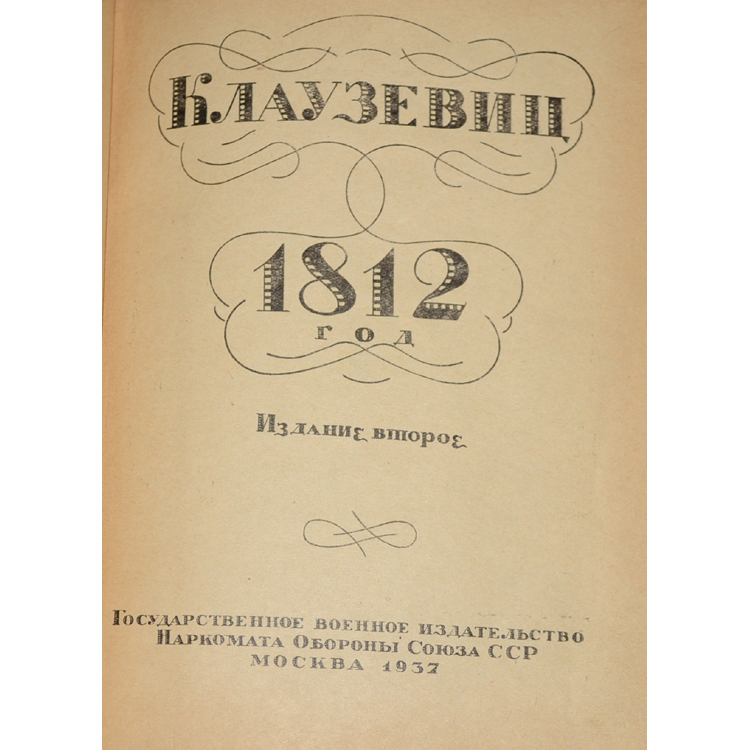 Клаузевиц
1812
год
Издание второе
Государственное военное издательство
Наркомата Обороны Союза ССР
Москва 1937